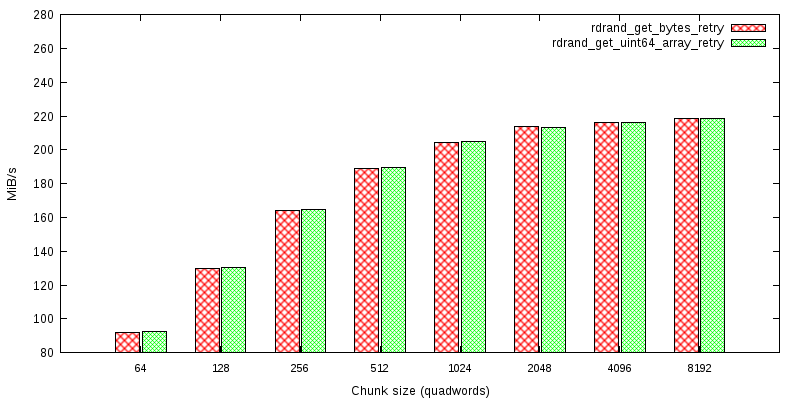 280
260
240
220
200
180
160
140
120
100
80
MiB/s
rdrand_get_bytes_retry
rdrand_get_uint64_array_retry
64 128 256 512 1024 2048 4096 8192
Chunk size (quadwords)